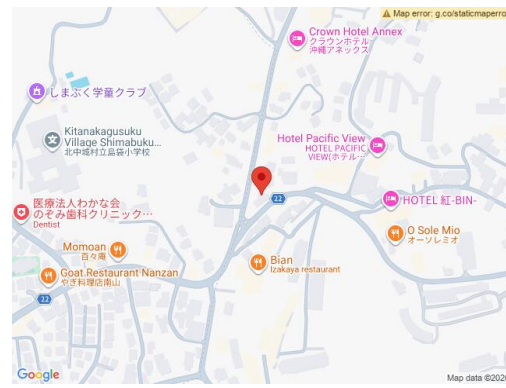 Map error: g.co/staticmaperro
Crown Hotel Annex
クラウンホテル
沖縄アネックス
しまぶく学童クラブ
Kitanakagusuku
Village Shimabuku...
北中城村立島袋小学校
Hotel Pacific View
HOTEL PACIFIC
VIEW(ホテル…
22
HOTEL 紅-BIN-
医療法人わかな会
のぞみ歯科クリニック…
Dentist
O Sole Mio
オーソレミオ
Momoan
百々庵
Bian
Izakaya restaurant
Goat Restaurant Nanzan
やぎ料理店南山
22
Google
Map data ©2026